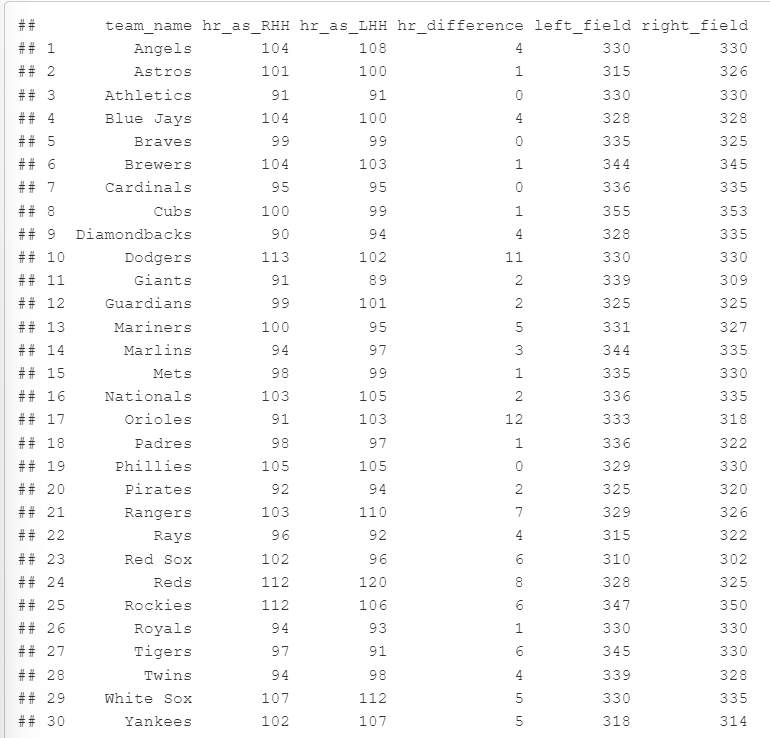 ##        team_name hr_as_RHH hr_as_LHH hr_difference left_field right_field
## 1         Angels       104       108             4        330         330
## 2         Astros       101       100             1        315         326
## 3      Athletics        91        91             0        330         330
## 4      Blue Jays       104       100             4        328         328
## 5         Braves        99        99             0        335         325
## 6        Brewers       104       103             1        344         345
## 7      Cardinals        95        95             0        336         335
## 8           Cubs       100        99             1        355         353
## 9   Diamondbacks        90        94             4        328         335
## 10       Dodgers       113       102            11        330         330
## 11        Giants        91        89             2        339         309
## 12     Guardians        99       101             2        325         325
## 13      Mariners       100        95             5        331         327
## 14       Marlins        94        97             3        344         335
## 15          Mets        98        99             1        335         330
## 16     Nationals       103       105             2        336         335
## 17       Orioles        91       103            12        333         318
## 18        Padres        98        97             1        336         322
## 19      Phillies       105       105             0        329         330
## 20       Pirates        92        94             2        325         320
## 21       Rangers       103       110             7        329         326
## 22          Rays        96        92             4        315         322
## 23       Red Sox       102        96             6        310         302
## 24          Reds       112       120             8        328         325
## 25       Rockies       112       106             6        347         350
## 26        Royals        94        93             1        330         330
## 27        Tigers        97        91             6        345         330
## 28         Twins        94        98             4        339         328
## 29     White Sox       107       112             5        330         335
## 30       Yankees       102       107             5        318         314